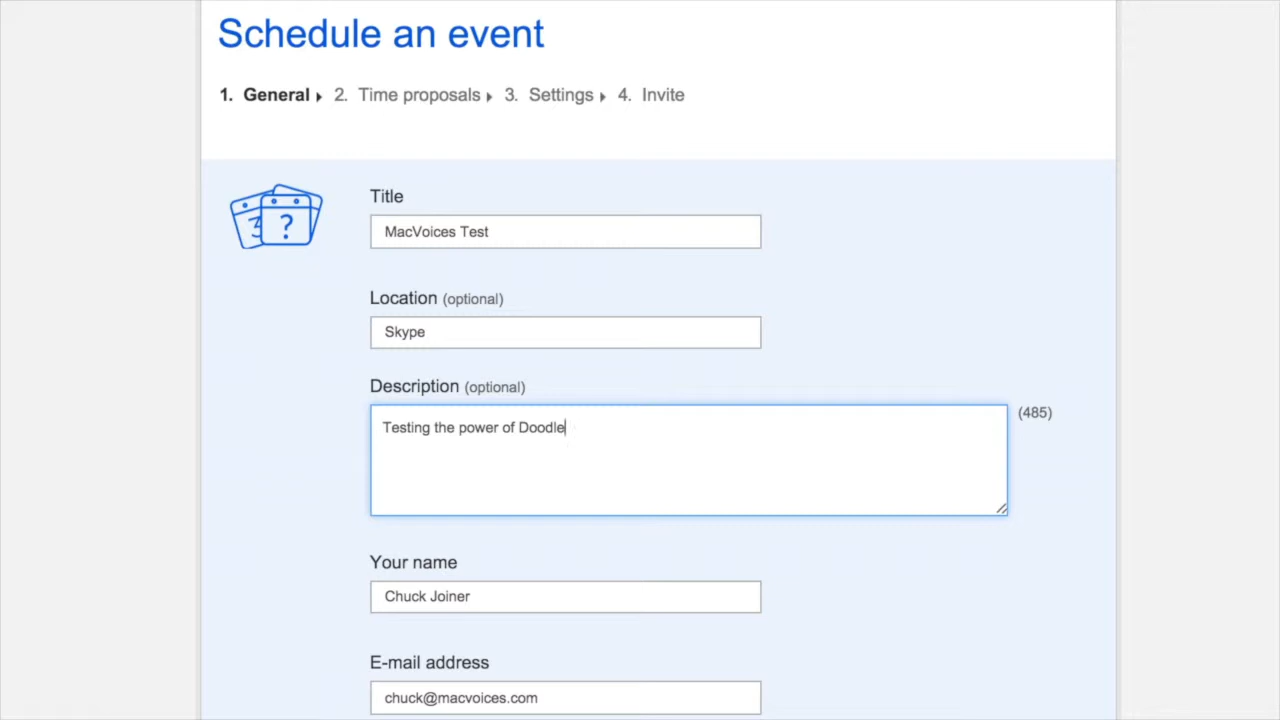 Schedule an event
1. General 2. Time proposals 3. Settings 4. Invite
3 ?
Title
MacVoices Test
Location (optional)
Skype
Description (optional)
Testing the power of Doodle
(485)
Your name
Chuck Joiner
E-mail address
chuck@macvoices.com